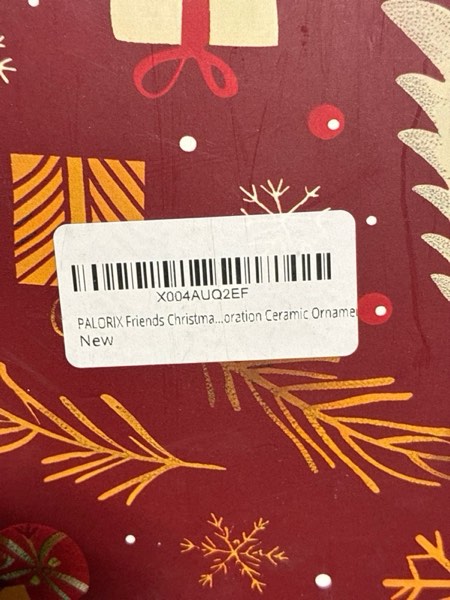 X004AUQ2EF
PALORIX Friends Christma...oration Ceramic Ornamen
New